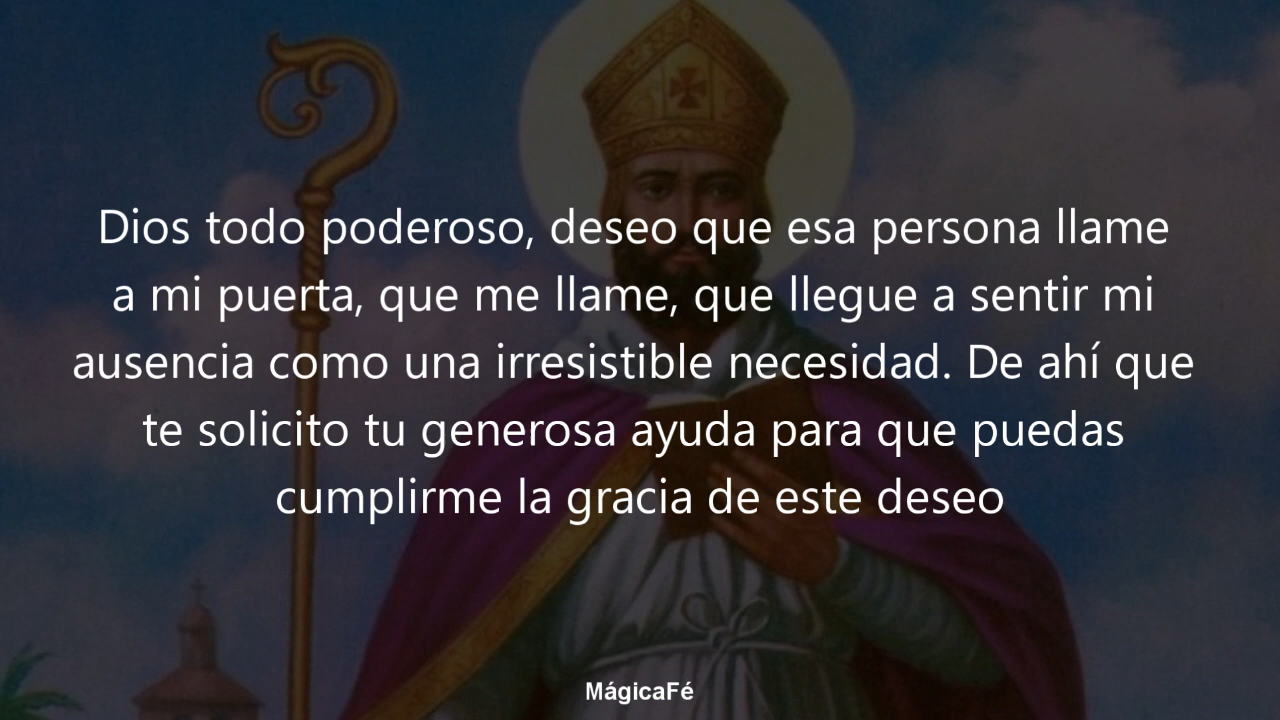 Dios todo poderoso, deseo que esa persona llame
a mi puerta, que me llame, que llegue a sentir mi
ausencia como una irresistible necesidad. De ahí que
te solicito tu generosa ayuda para que puedas
cumplirme la gracia de este deseo
MágicaFé